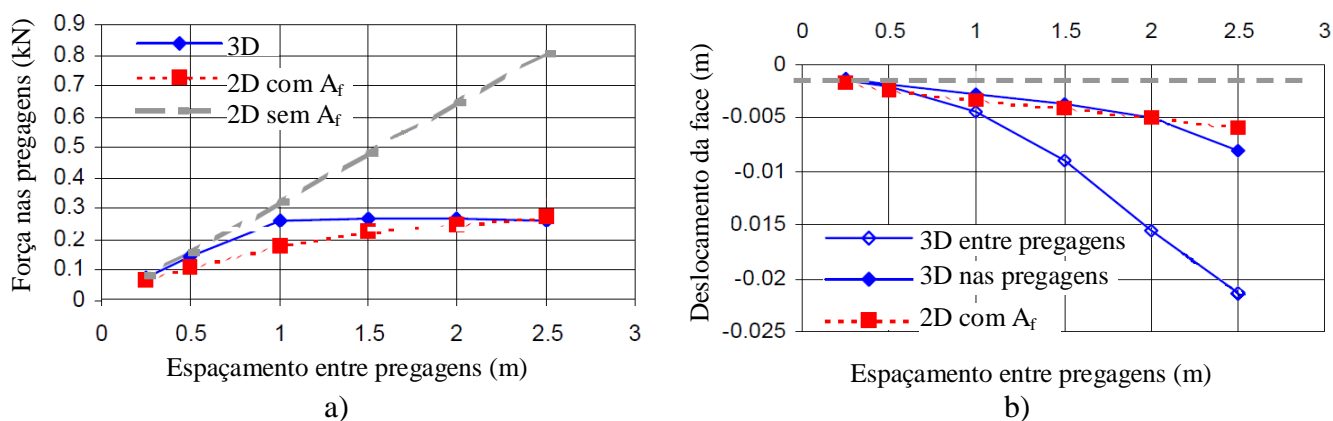 Força nas pregagens (kN)
0.9
0.8
0.7
0.6
0.5
0.4
0.3
0.2
0.1
0
3D
2D com Af
2D sem Af
0 0.5 1 1.5 2 2.5 3
Espaçamento entre pregagens (m)
a)
0 0.5 1 1.5 2 2.5 3
Deslocamento da face (m)
0
-0.005
-0.01
-0.015
-0.02
-0.025
3D entre pregagens
3D nas pregagens
2D com Af
Espaçamento entre pregagens (m)
b)